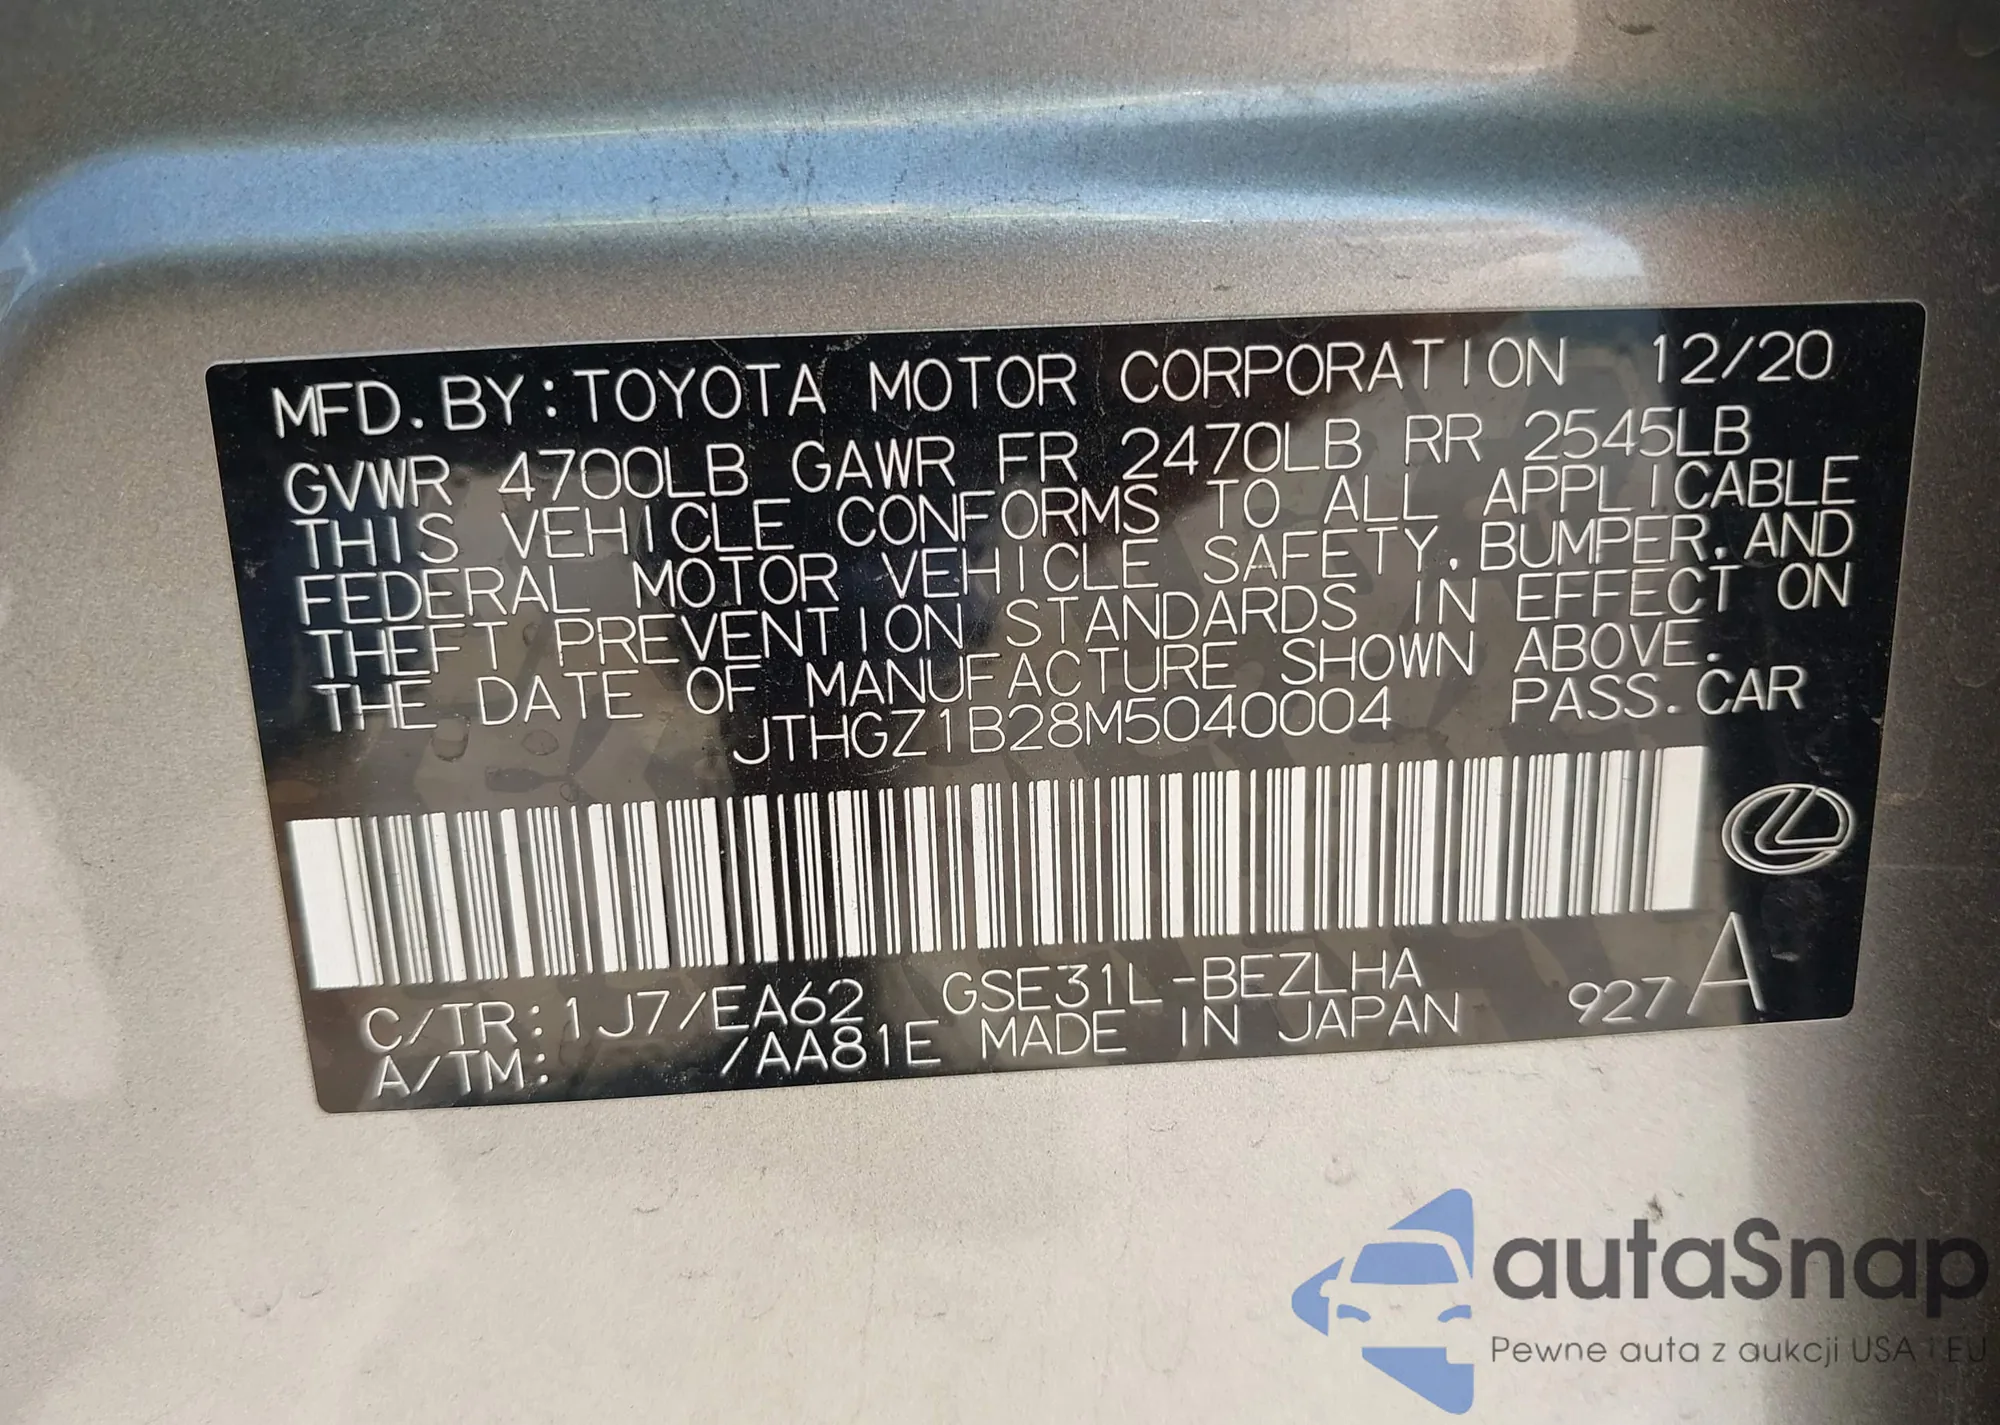 MFD.BY:TOYOTA MOTOR CORPORATION 12/20
GVWR 4700LB GAWR FR 2470LB RR 2545LB
THIS VEHICLE CONFORMS TO ALL APPLICABLE
FEDERAL MOTOR VEHICLE SAFETY,BUMPER,AND
THEFT PREVENTION STANDARDS IN EFFECT ON
THE DATE OF MANUFACTURE SHOWN ABOVE.
JTHGZ1B28M5040004 PASS.CAR
C/TR:1J7/EA62 GSE31L-BEZLHA
A/TM: /AA81E MADE IN JAPAN 927A
autaSnap
Pewne auta z aukcji USA i EU